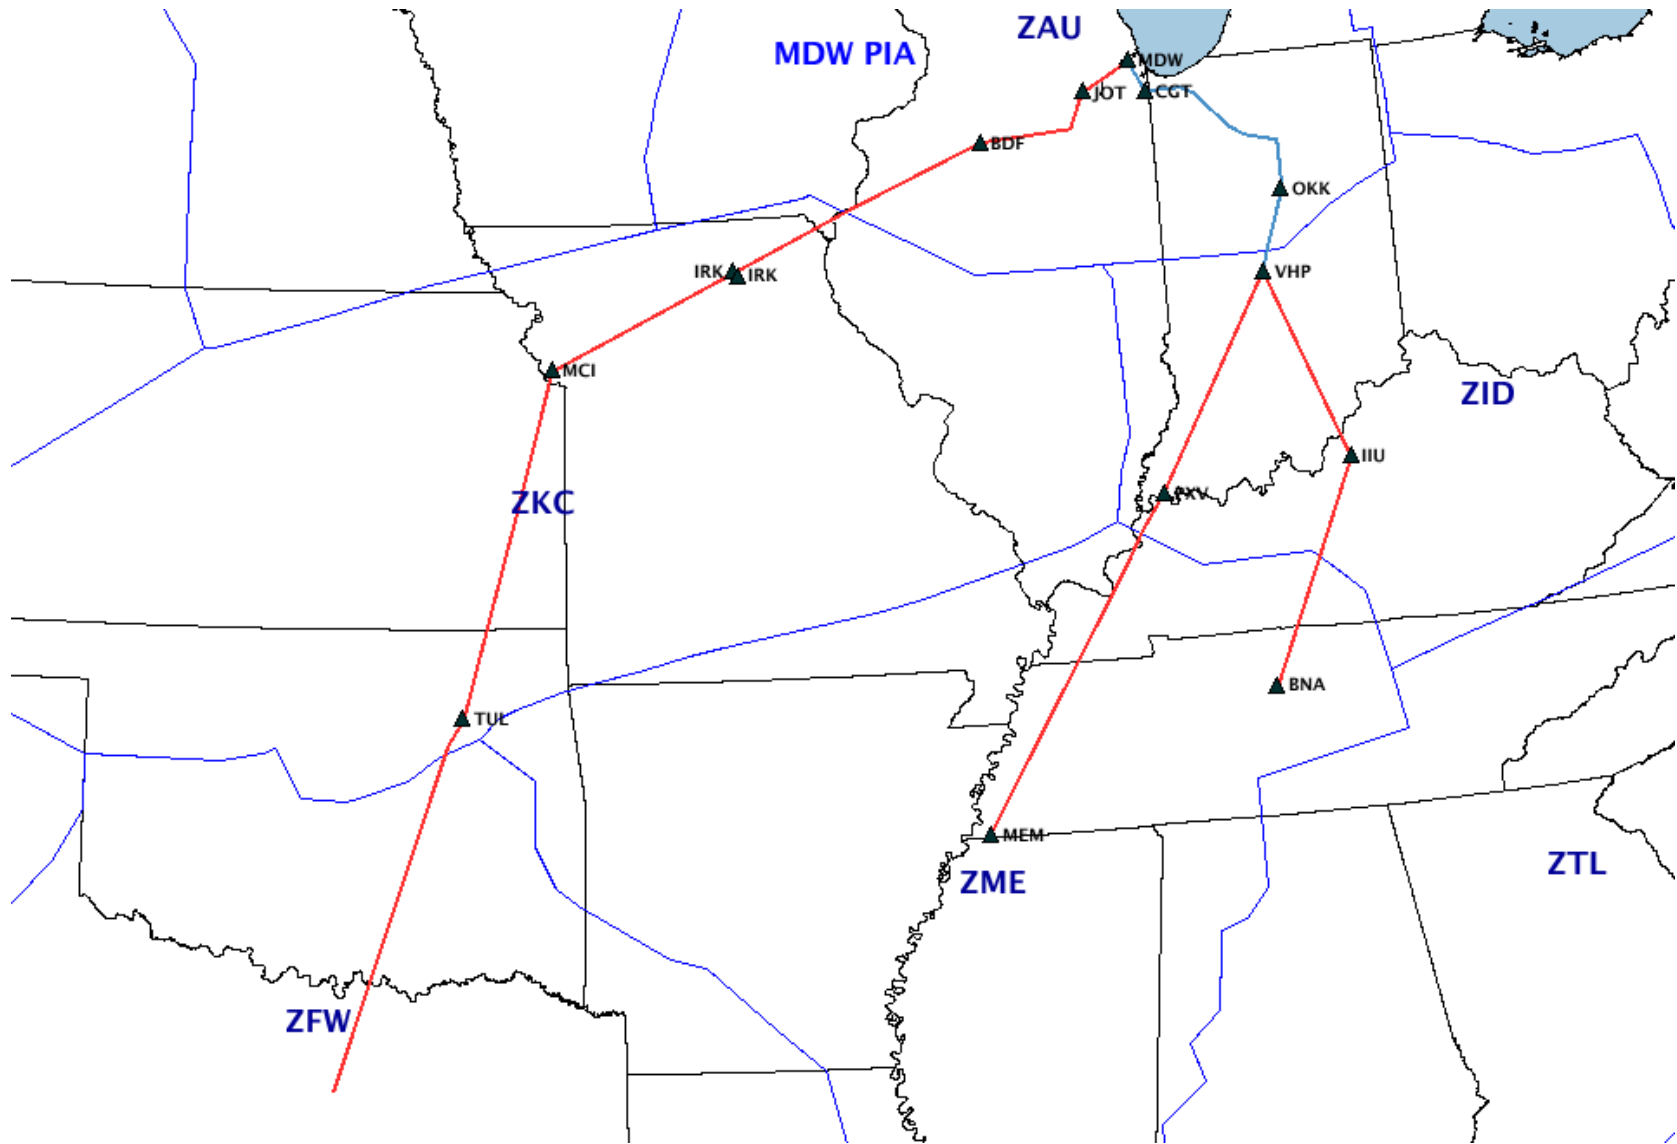 ZAU
MDW PIA
MDW
JOT
CGT
BDF
OKK
IRK
IRK
VHP
MCI
ZID
IIU
PXV
ZKC
BNA
TUL
MEM
ZTL
ZME
ZFW